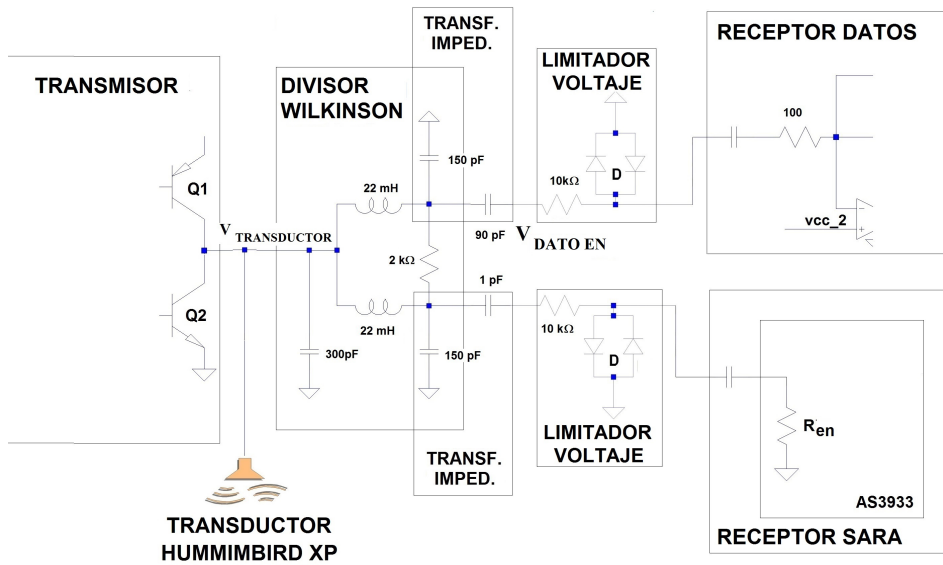 TRANSMISOR
Q1
Q2
V TRANSDUCTOR
TRANSDUCTOR
HUMMIMBIRD XP
DIVISOR
WILKINSON
22 mH
22 mH
300pF
2 kΩ
150 pF
150 pF
TRANSF.
IMPED.
90 pF
1 pF
TRANSF.
IMPED.
V DATO EN
LIMITADOR
VOLTAJE
D
10kΩ
10 kΩ
D
LIMITADOR
VOLTAJE
RECEPTOR DATOS
100
vcc_2
-
+
Ren
AS3933
RECEPTOR SARA